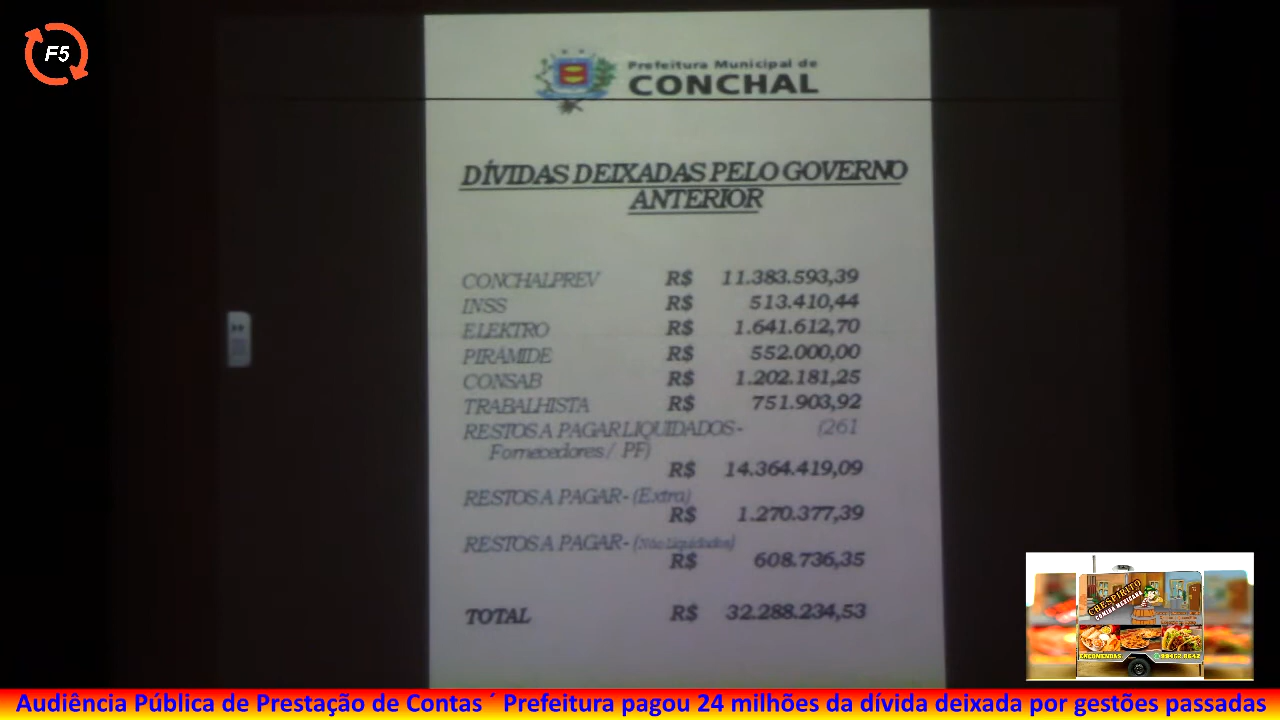 F5
Prefeitura Municipal de
CONCHAL
DÍVIDAS DEIXADAS PELO GOVERNO
ANTERIOR
CONCHALPREV R$ 11.383.593,39
INSS R$ 513.410,44
ELEKTRO R$ 1.641.612,70
PIRÂMIDE R$ 552.000,00
CONSAB R$ 1.202.181,25
TRABALHISTA R$ 751.903,92
RESTOS A PAGAR LIQUIDADOS - (261
Fornecedores / PF)
R$ 14.364.419,09
RESTOS A PAGAR - (Extra)
R$ 1.270.377,39
RESTOS A PAGAR - (Não Liquidados)
R$ 608.736,35
TOTAL R$ 32.288.234,53
CHESPIRITO
COMIDA MEXICANA
ENCOMENDAS
Audiência Pública de Prestação de Contas ´ Prefeitura pagou 24 milhões da dívida deixada por gestões passadas